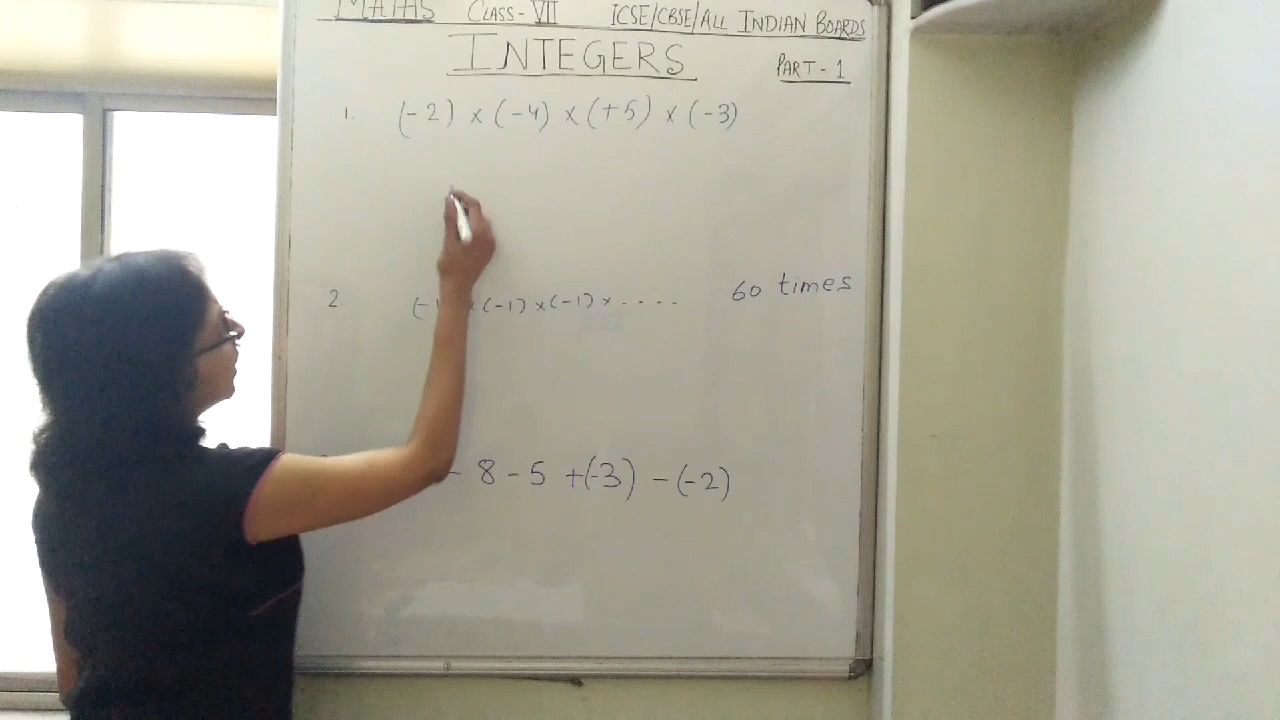 MATHS CLASS-VII ICSE/CBSE/ALL INDIAN BOARDS
INTEGERS
PART-1
1. (-2) × (-4) × (+5) × (-3)
2. (-1 × (-1) × (-1) × . . . . 60 times
- 8 - 5 +(-3) - (-2)